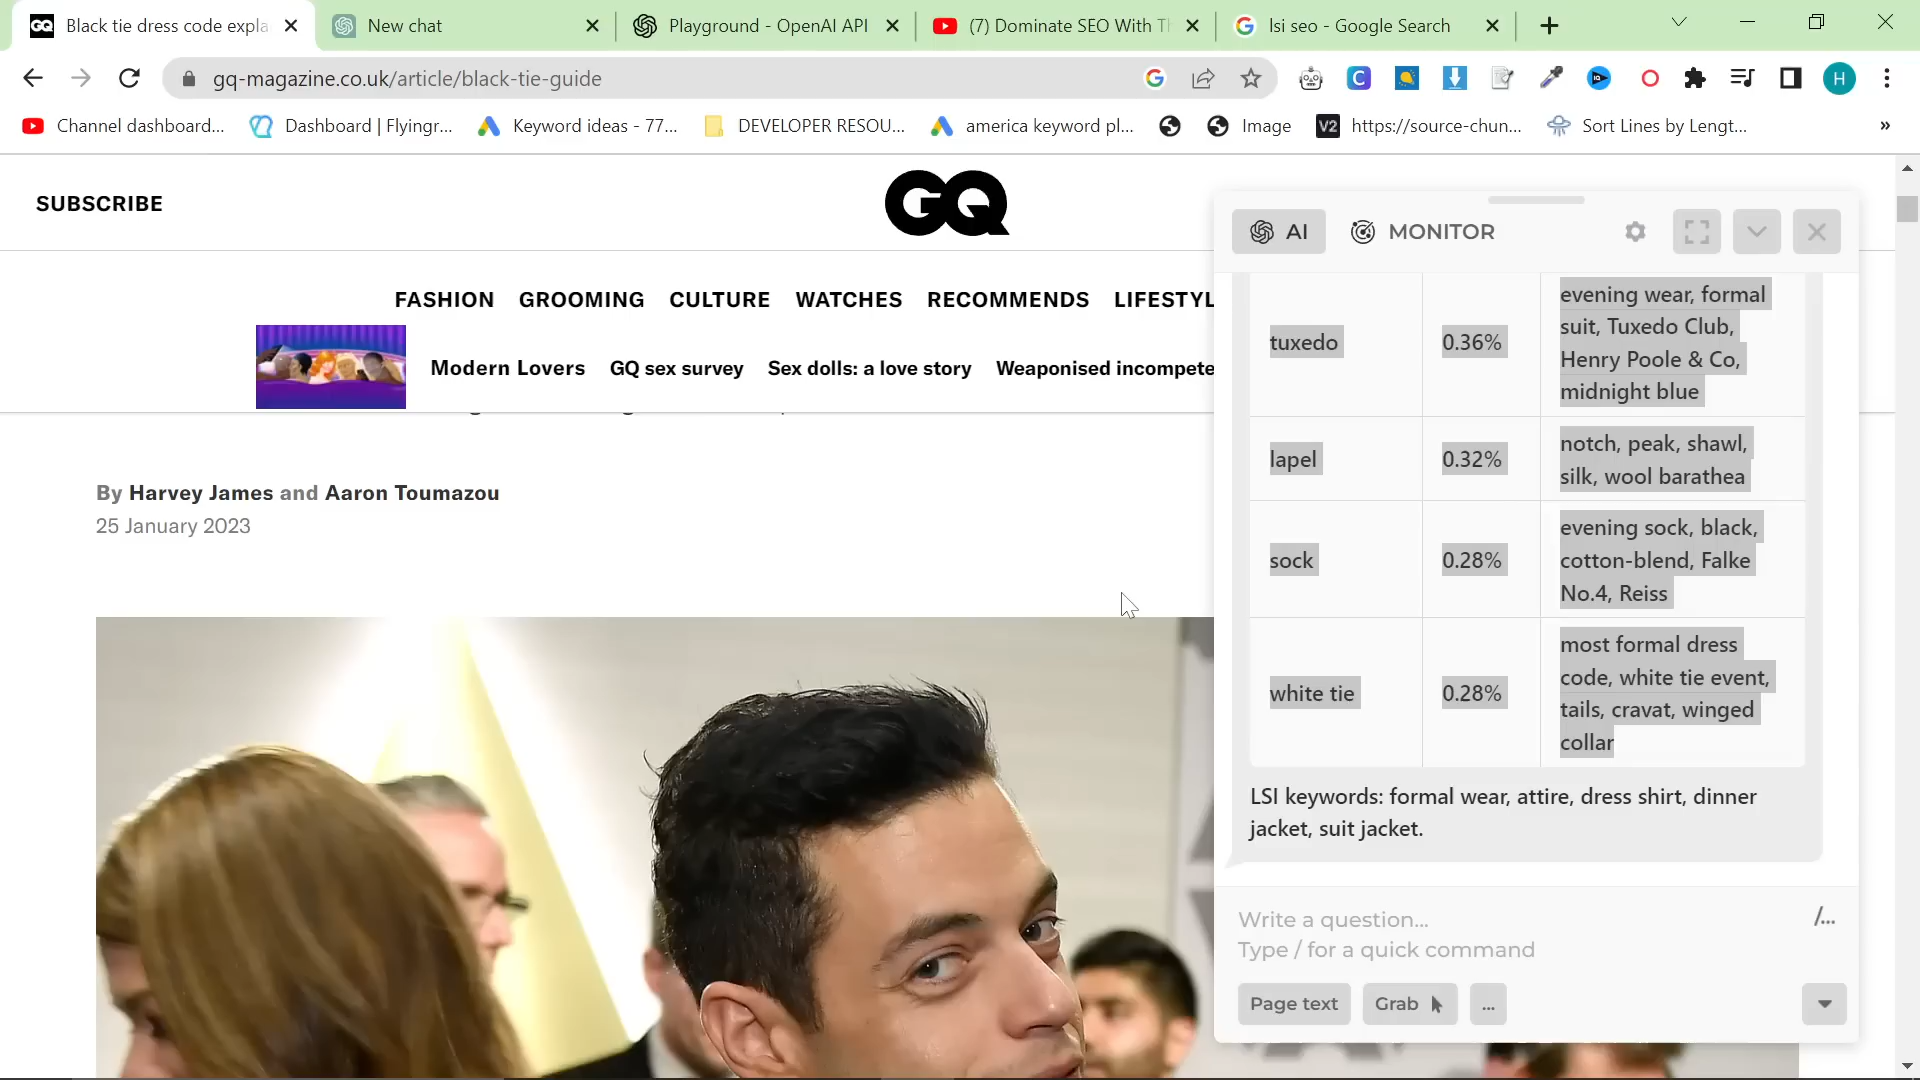 Black tie dress code expla
New chat
Playground - OpenAI API
(7) Dominate SEO With Th
lsi seo - Google Search
gq-magazine.co.uk/article/black-tie-guide
Channel dashboard...
Dashboard | Flyingr...
Keyword ideas - 77...
DEVELOPER RESOU...
america keyword pl...
Image
V2
https://source-chun...
Sort Lines by Lengt...
»
SUBSCRIBE
GQ
FASHION GROOMING CULTURE WATCHES RECOMMENDS LIFESTYL
Modern Lovers GQ sex survey Sex dolls: a love story Weaponised incompete
By Harvey James and Aaron Toumazou
25 January 2023
AI MONITOR
tuxedo
0.36%
evening wear, formal
suit, Tuxedo Club,
Henry Poole & Co,
midnight blue
lapel
0.32%
notch, peak, shawl,
silk, wool barathea
sock
0.28%
evening sock, black,
cotton-blend, Falke
No.4, Reiss
white tie
0.28%
most formal dress
code, white tie event,
tails, cravat, winged
collar
LSI keywords: formal wear, attire, dress shirt, dinner
jacket, suit jacket.
Write a question...
Type / for a quick command
/...
Page text
Grab
...